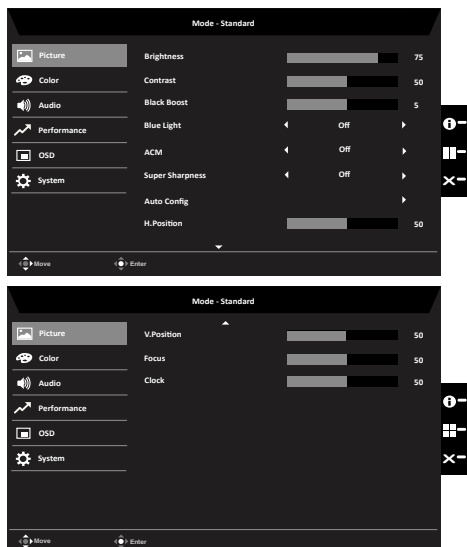 Mode - Standard
Picture
Brightness 75
Color
Contrast 50
Audio
Black Boost 5
Performance
Blue Light Off
OSD
ACM Off
System
Super Sharpness Off
Auto Config
H.Position 50
Move Enter
Mode - Standard
Picture
V.Position 50
Color
Focus 50
Audio
Clock 50
Performance
OSD
System
Move Enter